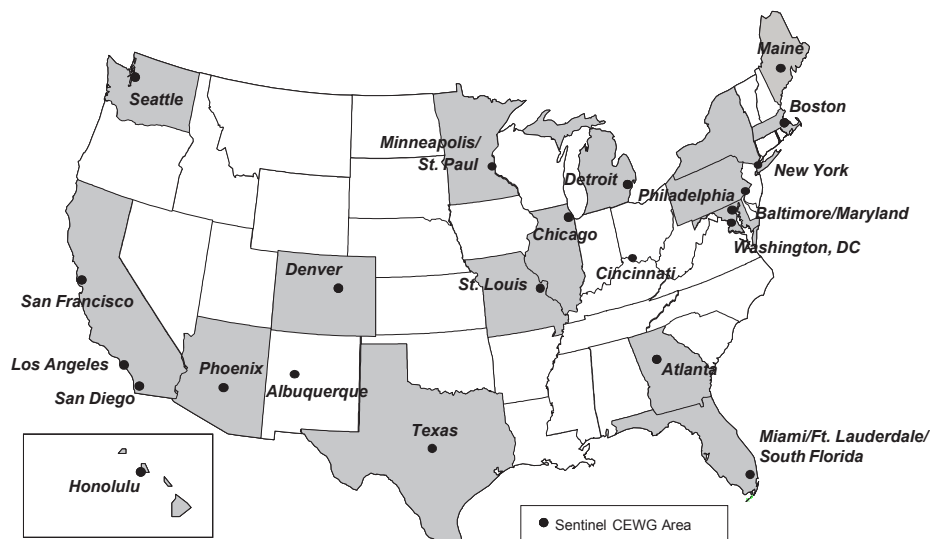 Maine
Seattle
Boston
Minneapolis/
St. Paul
New York
Detroit
Philadelphia
Baltimore/Maryland
Chicago
Washington, DC
Denver
Cincinnati
St. Louis
San Francisco
Los Angeles
Phoenix
Atlanta
Albuquerque
San Diego
Texas
Miami/Ft. Lauderdale/
South Florida
Honolulu
Sentinel CEWG Area